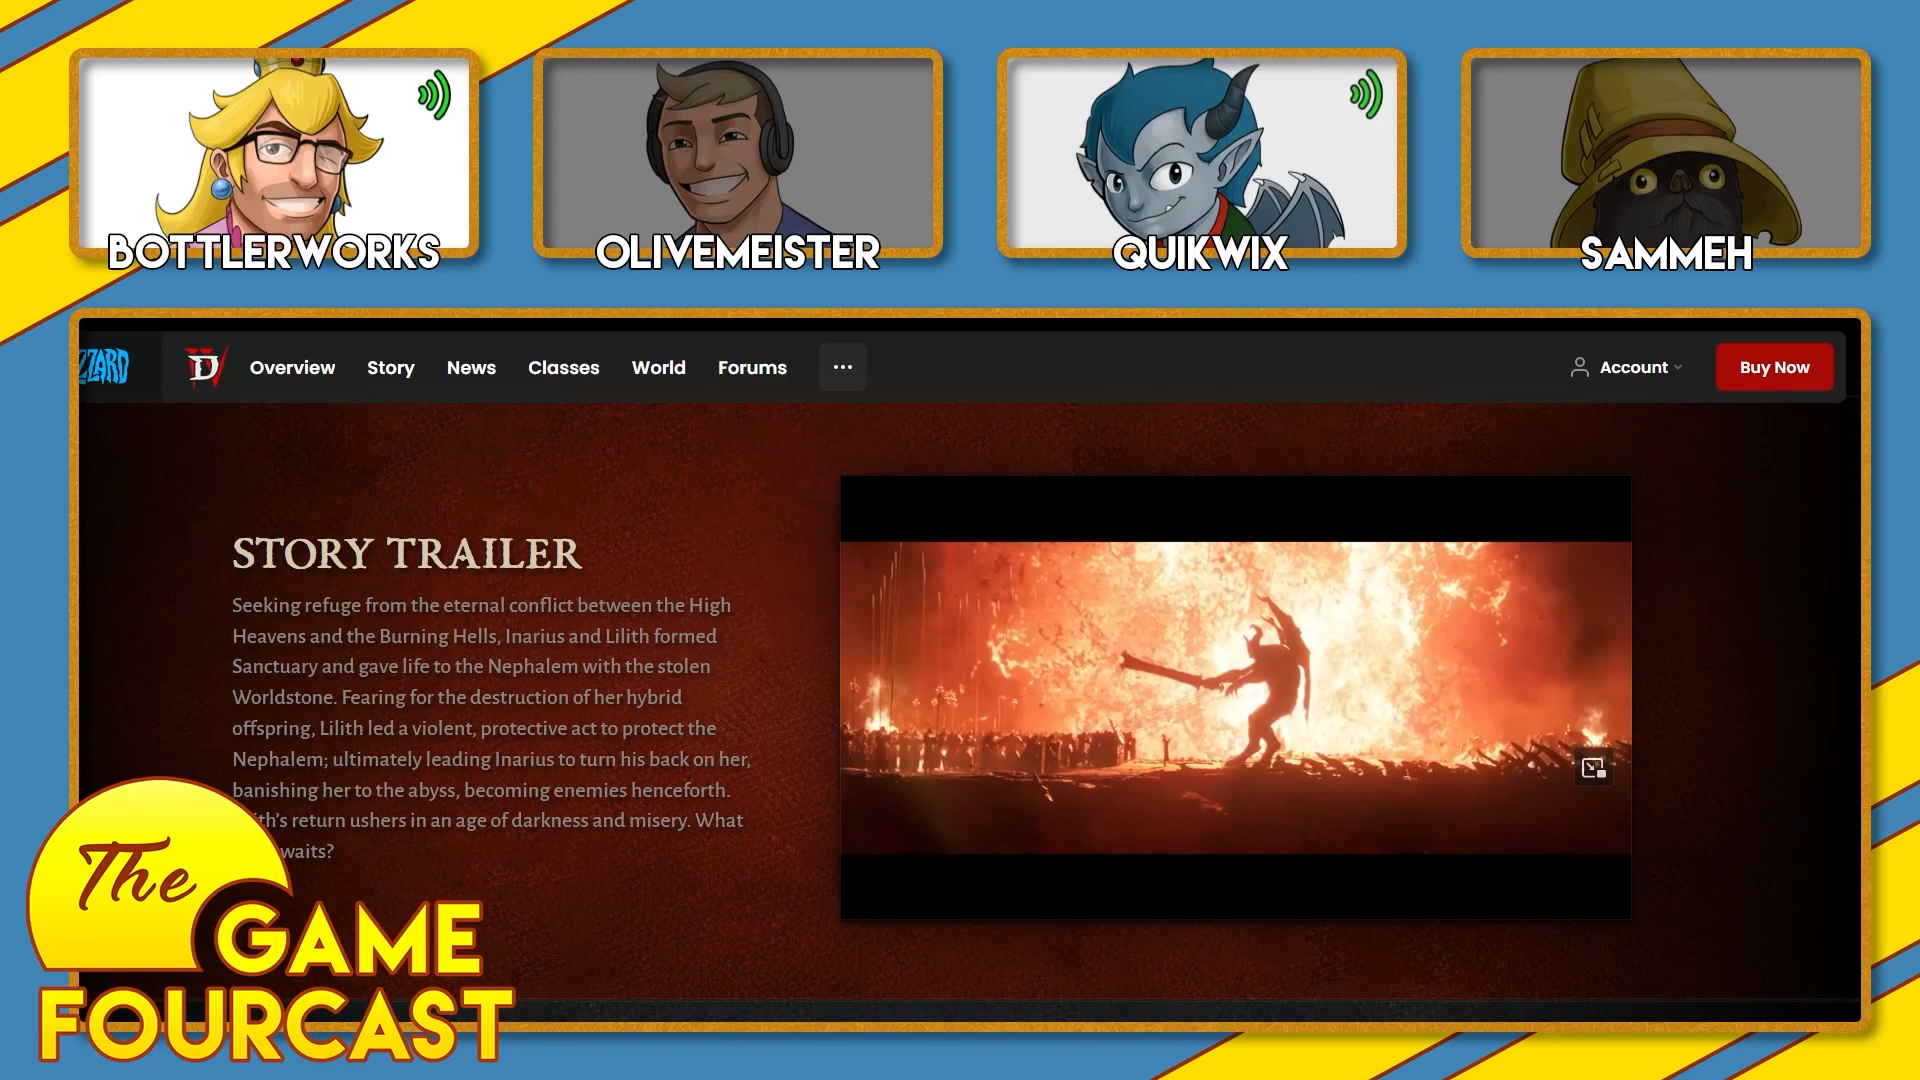 BOTTLERWORKS
OLIVEMEISTER
QUIKWIX
SAMMEH
ZZARD
D Overview Story News Classes World Forums ... Account Buy Now
STORY TRAILER
Seeking refuge from the eternal conflict between the High
Heavens and the Burning Hells, Inarius and Lilith formed
Sanctuary and gave life to the Nephalem with the stolen
Worldstone. Fearing for the destruction of her hybrid
offspring, Lilith led a violent, protective act to protect the
Nephalem; ultimately leading Inarius to turn his back on her,
banishing her to the abyss, becoming enemies henceforth.
ith's return ushers in an age of darkness and misery. What
waits?
The
GAME
FOURCAST